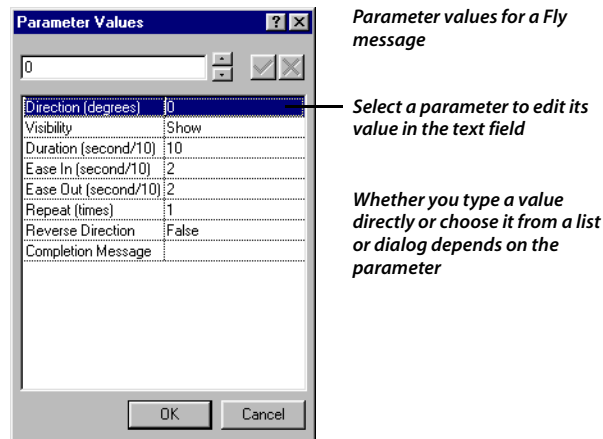 Parameter Values
0
Direction (degrees) 0
Visibility Show
Duration (second/10) 10
Ease In (second/10) 2
Ease Out (second/10) 2
Repeat (times) 1
Reverse Direction False
Completion Message
OK Cancel
Parameter values for a Fly
message
Select a parameter to edit its
value in the text field
Whether you type a value
directly or choose it from a list
or dialog depends on the
parameter